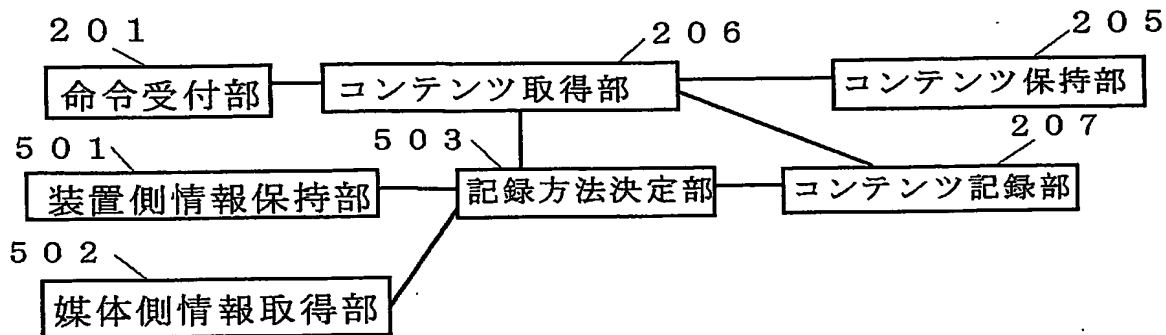 201
206
205
命令受付部
コンテンツ取得部
コンテンツ保持部
501
503
207
装置側情報保持部
記録方法決定部
コンテンツ記録部
502
媒体側情報取得部